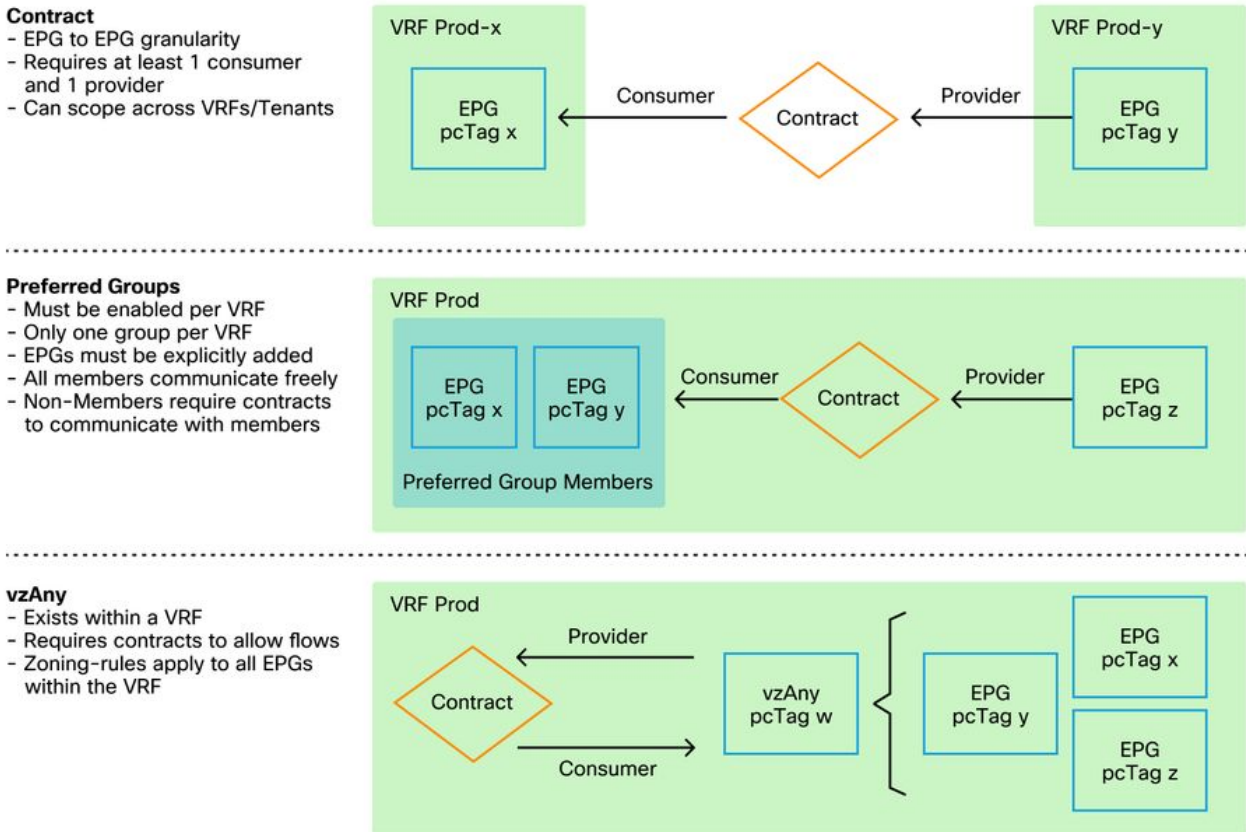 Contract
- EPG to EPG granularity
- Requires at least 1 consumer
and 1 provider
- Can scope across VRFs/Tenants
VRF Prod-x
EPG
pcTag x
Consumer
Contract
Provider
VRF Prod-y
EPG
pcTag y
Preferred Groups
- Must be enabled per VRF
- Only one group per VRF
- EPGs must be explicitly added
- All members communicate freely
- Non-Members require contracts
to communicate with members
VRF Prod
EPG
pcTag x
EPG
pcTag y
Preferred Group Members
Consumer
Contract
Provider
EPG
pcTag z
vzAny
- Exists within a VRF
- Requires contracts to allow flows
- Zoning-rules apply to all EPGs
within the VRF
VRF Prod
Contract
Provider
Consumer
vzAny
pcTag w
EPG
pcTag y
EPG
pcTag x
EPG
pcTag z